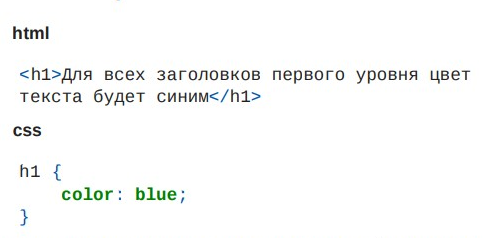 html
<h1>Для всех заголовков первого уровня цвет
текста будет синим</h1>
css
h1 {
color: blue;
}